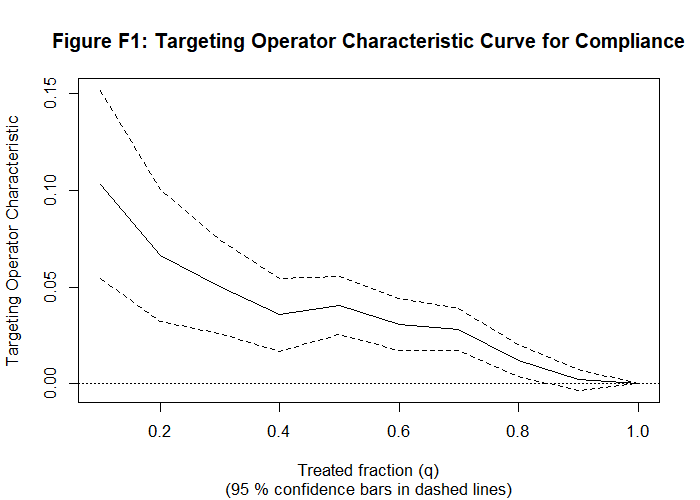 Figure F1: Targeting Operator Characteristic Curve for Compliance
Targeting Operator Characteristic
0.15
0.10
0.05
0.00
0.2 0.4 0.6 0.8 1.0
Treated fraction (q)
(95 % confidence bars in dashed lines)